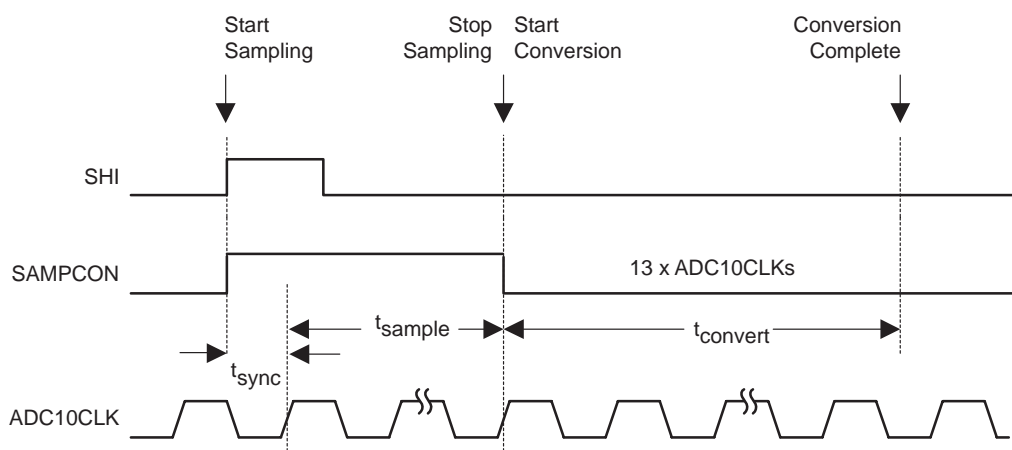 Start
Sampling
Stop
Sampling
Start
Conversion
Conversion
Complete
SHI
SAMPCON
13 x ADC10CLKs
tsample
tconvert
tsync
ADC10CLK